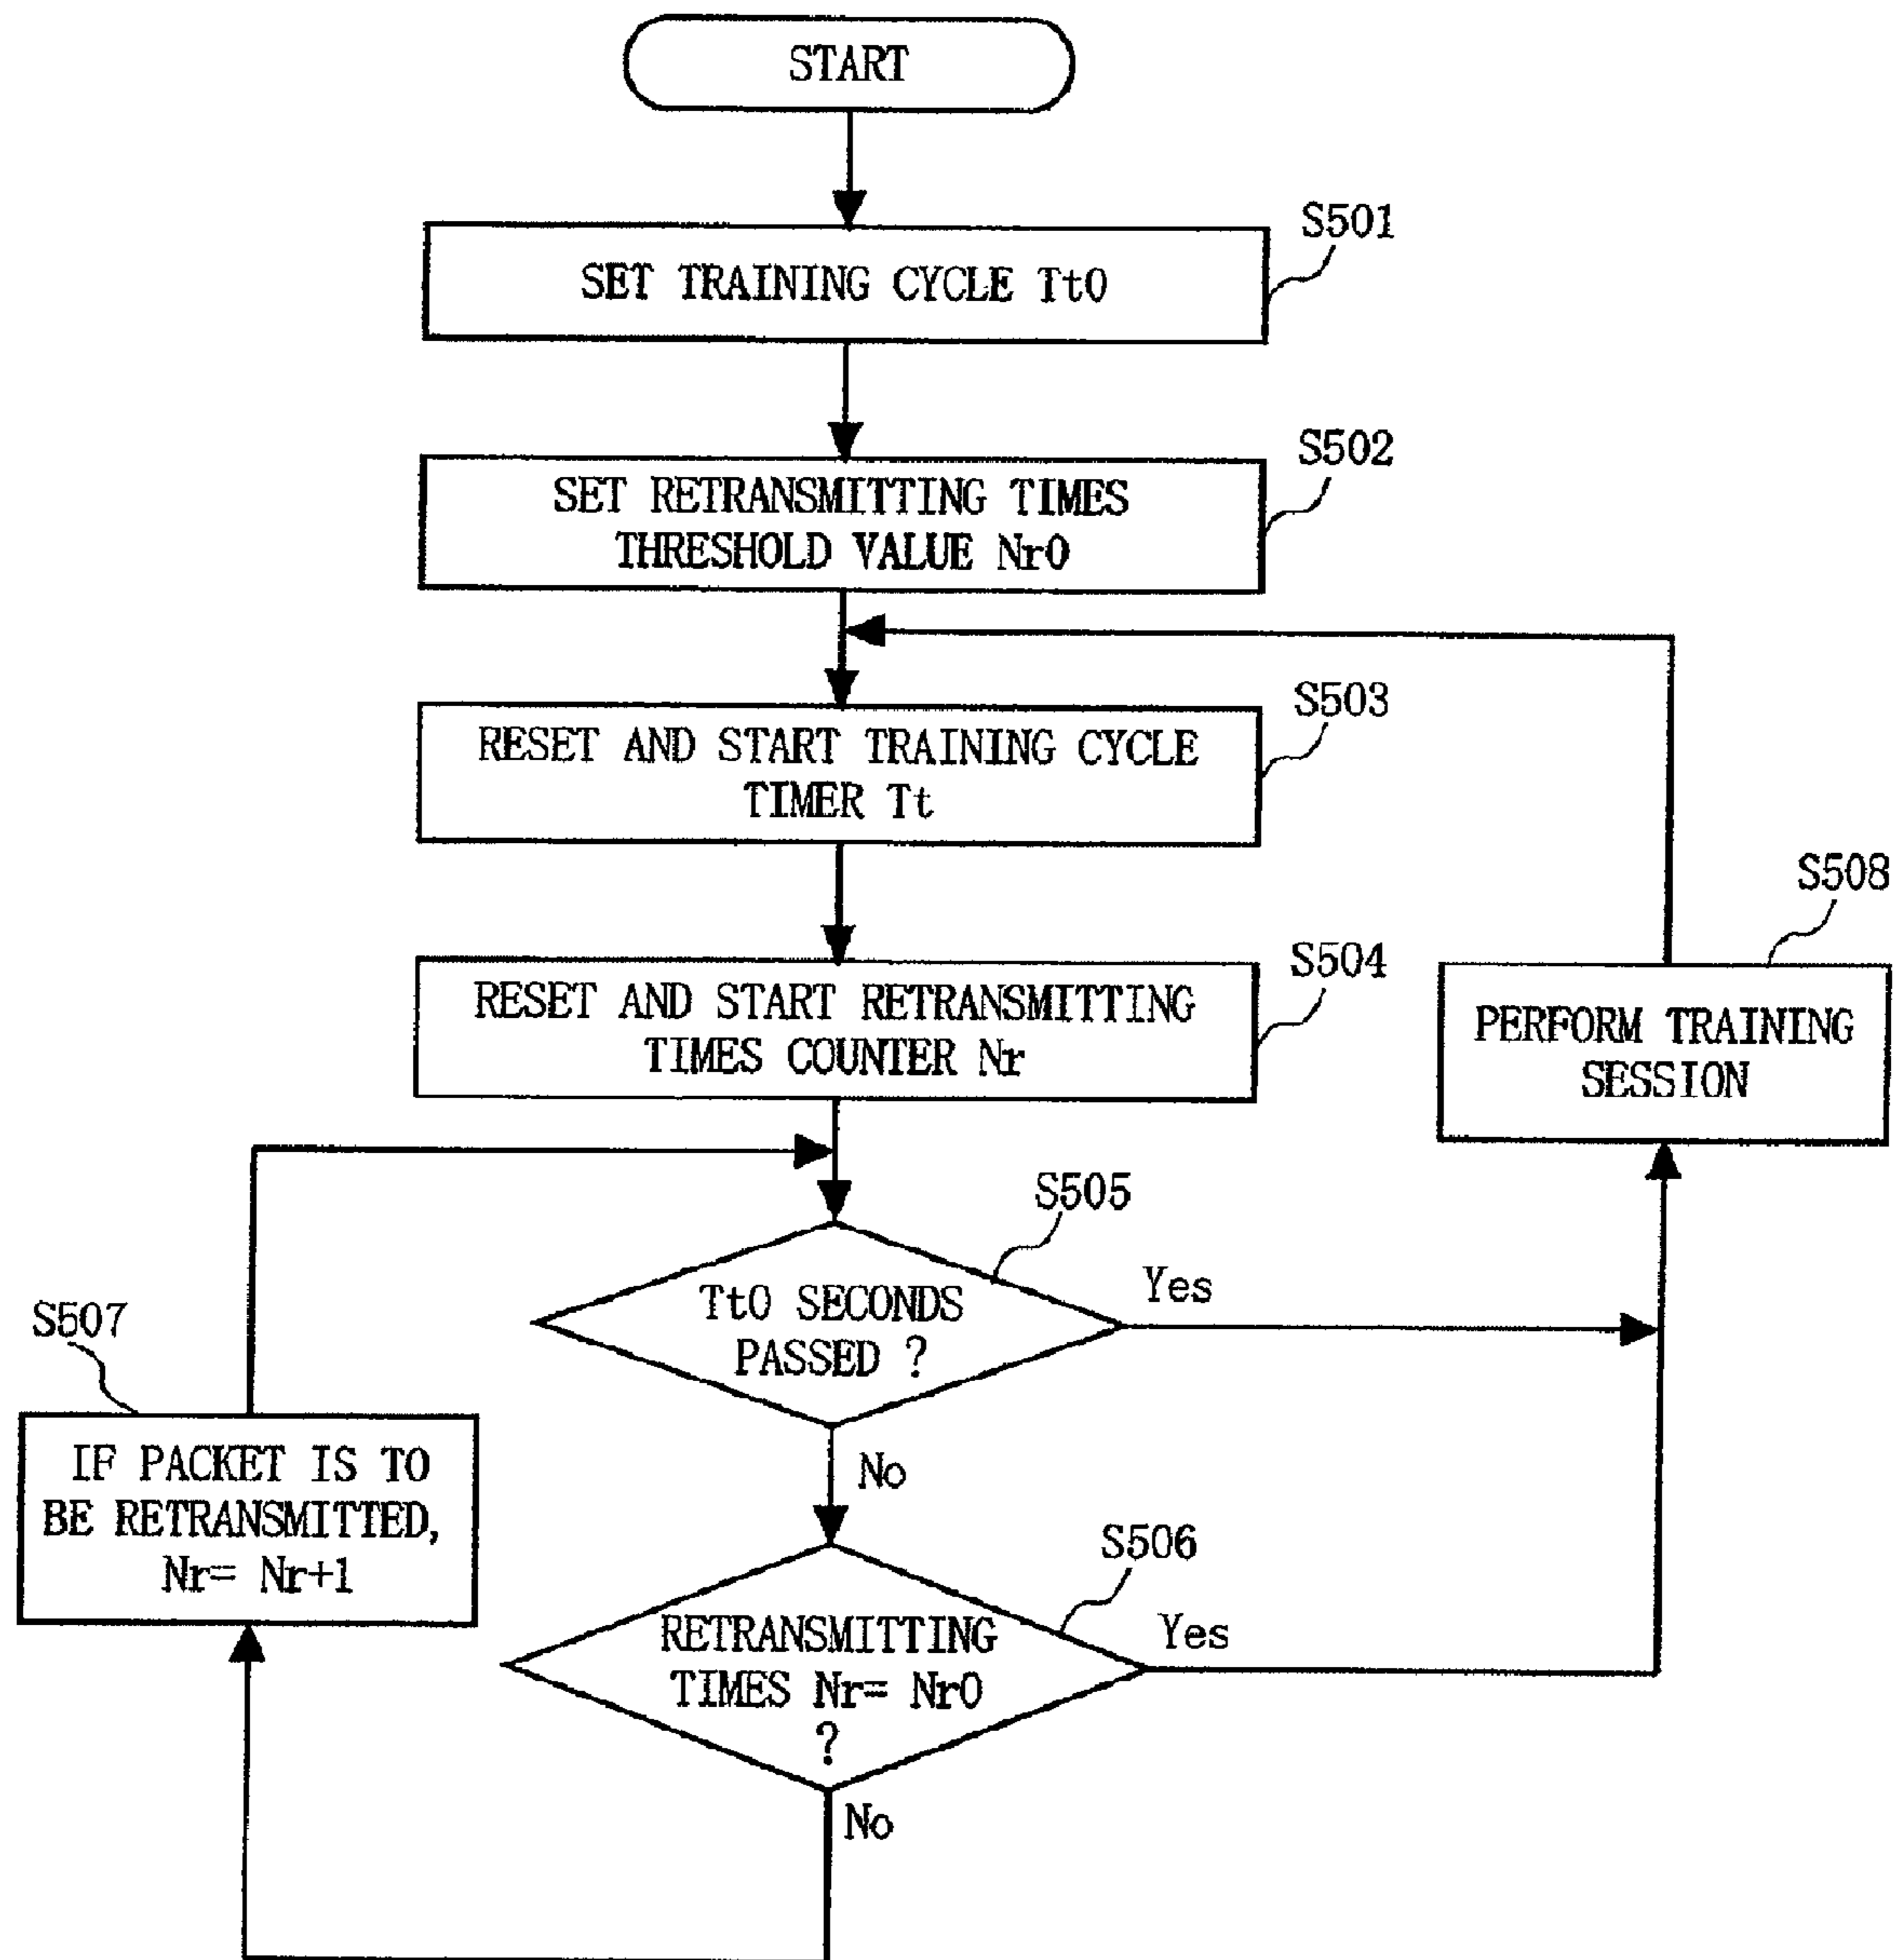 START
S501
SET TRAINING CYCLE Tt0
S502
SET RETRANSMITTING TIMES
THRESHOLD VALUE Nr0
S503
RESET AND START TRAINING CYCLE
TIMER Tt
S508
S504
RESET AND START RETRANSMITTING
TIMES COUNTER Nr
PERFORM TRAINING
SESSION
S505
Tt0 SECONDS
PASSED ?
Yes
S507
No
IF PACKET IS TO
BE RETRANSMITTED,
Nr= Nr+1
S506
RETRANSMITTING
TIMES Nr= Nr0
?
Yes
No